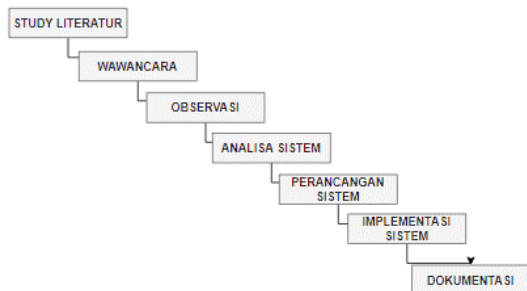 STUDY LITERATUR
WAWANCARA
OBSERVASI
ANALISA SISTEM
PERANCANGAN
SISTEM
IMPLEMENTASI
SISTEM
DOKUMENTASI